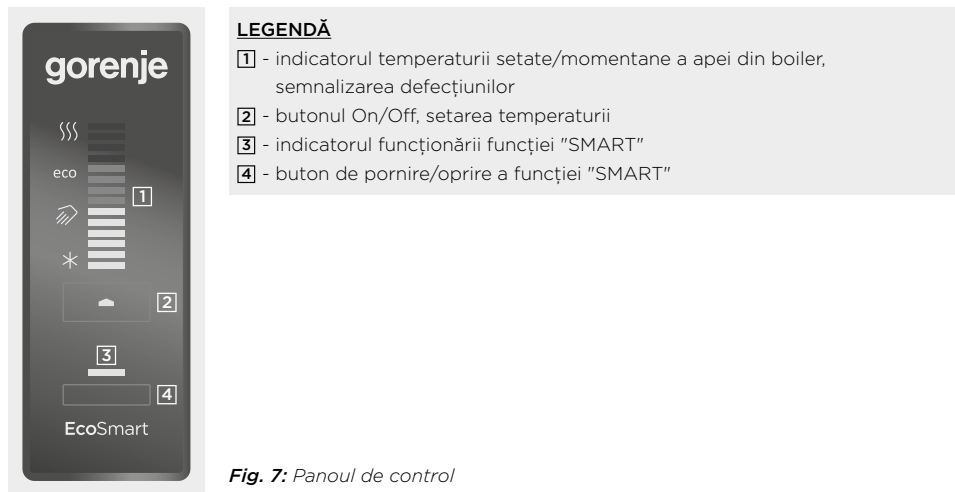 gorenje
eco
1
2
3
4
EcoSmart
LEGENDĂ
1 - indicatorul temperaturii setate/momentane a apei din boiler,
semnalizarea defecțiunilor
2 - butonul On/Off, setarea temperaturii
3 - indicatorul funcționării funcției "SMART"
4 - buton de pornire/oprire a funcției "SMART"
Fig. 7: Panoul de control